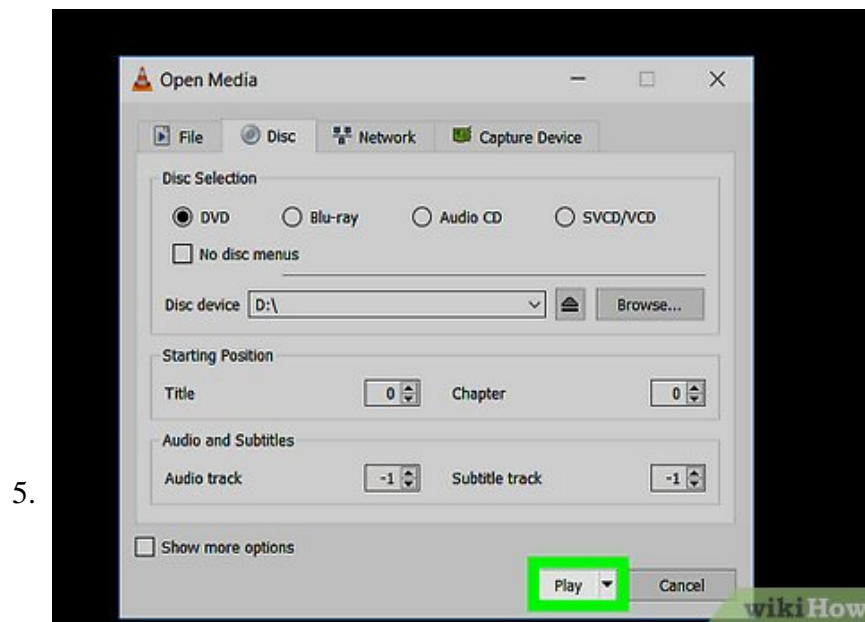 Open Media
File Disc Network Capture Device
Disc Selection
DVD Blu-ray Audio CD SVCD/VCD
No disc menus
Disc device D:\ Browse...
Starting Position
Title 0 Chapter 0
Audio and Subtitles
5.
Audio track -1 Subtitle track -1
Show more options
Play Cancel
wikiHow